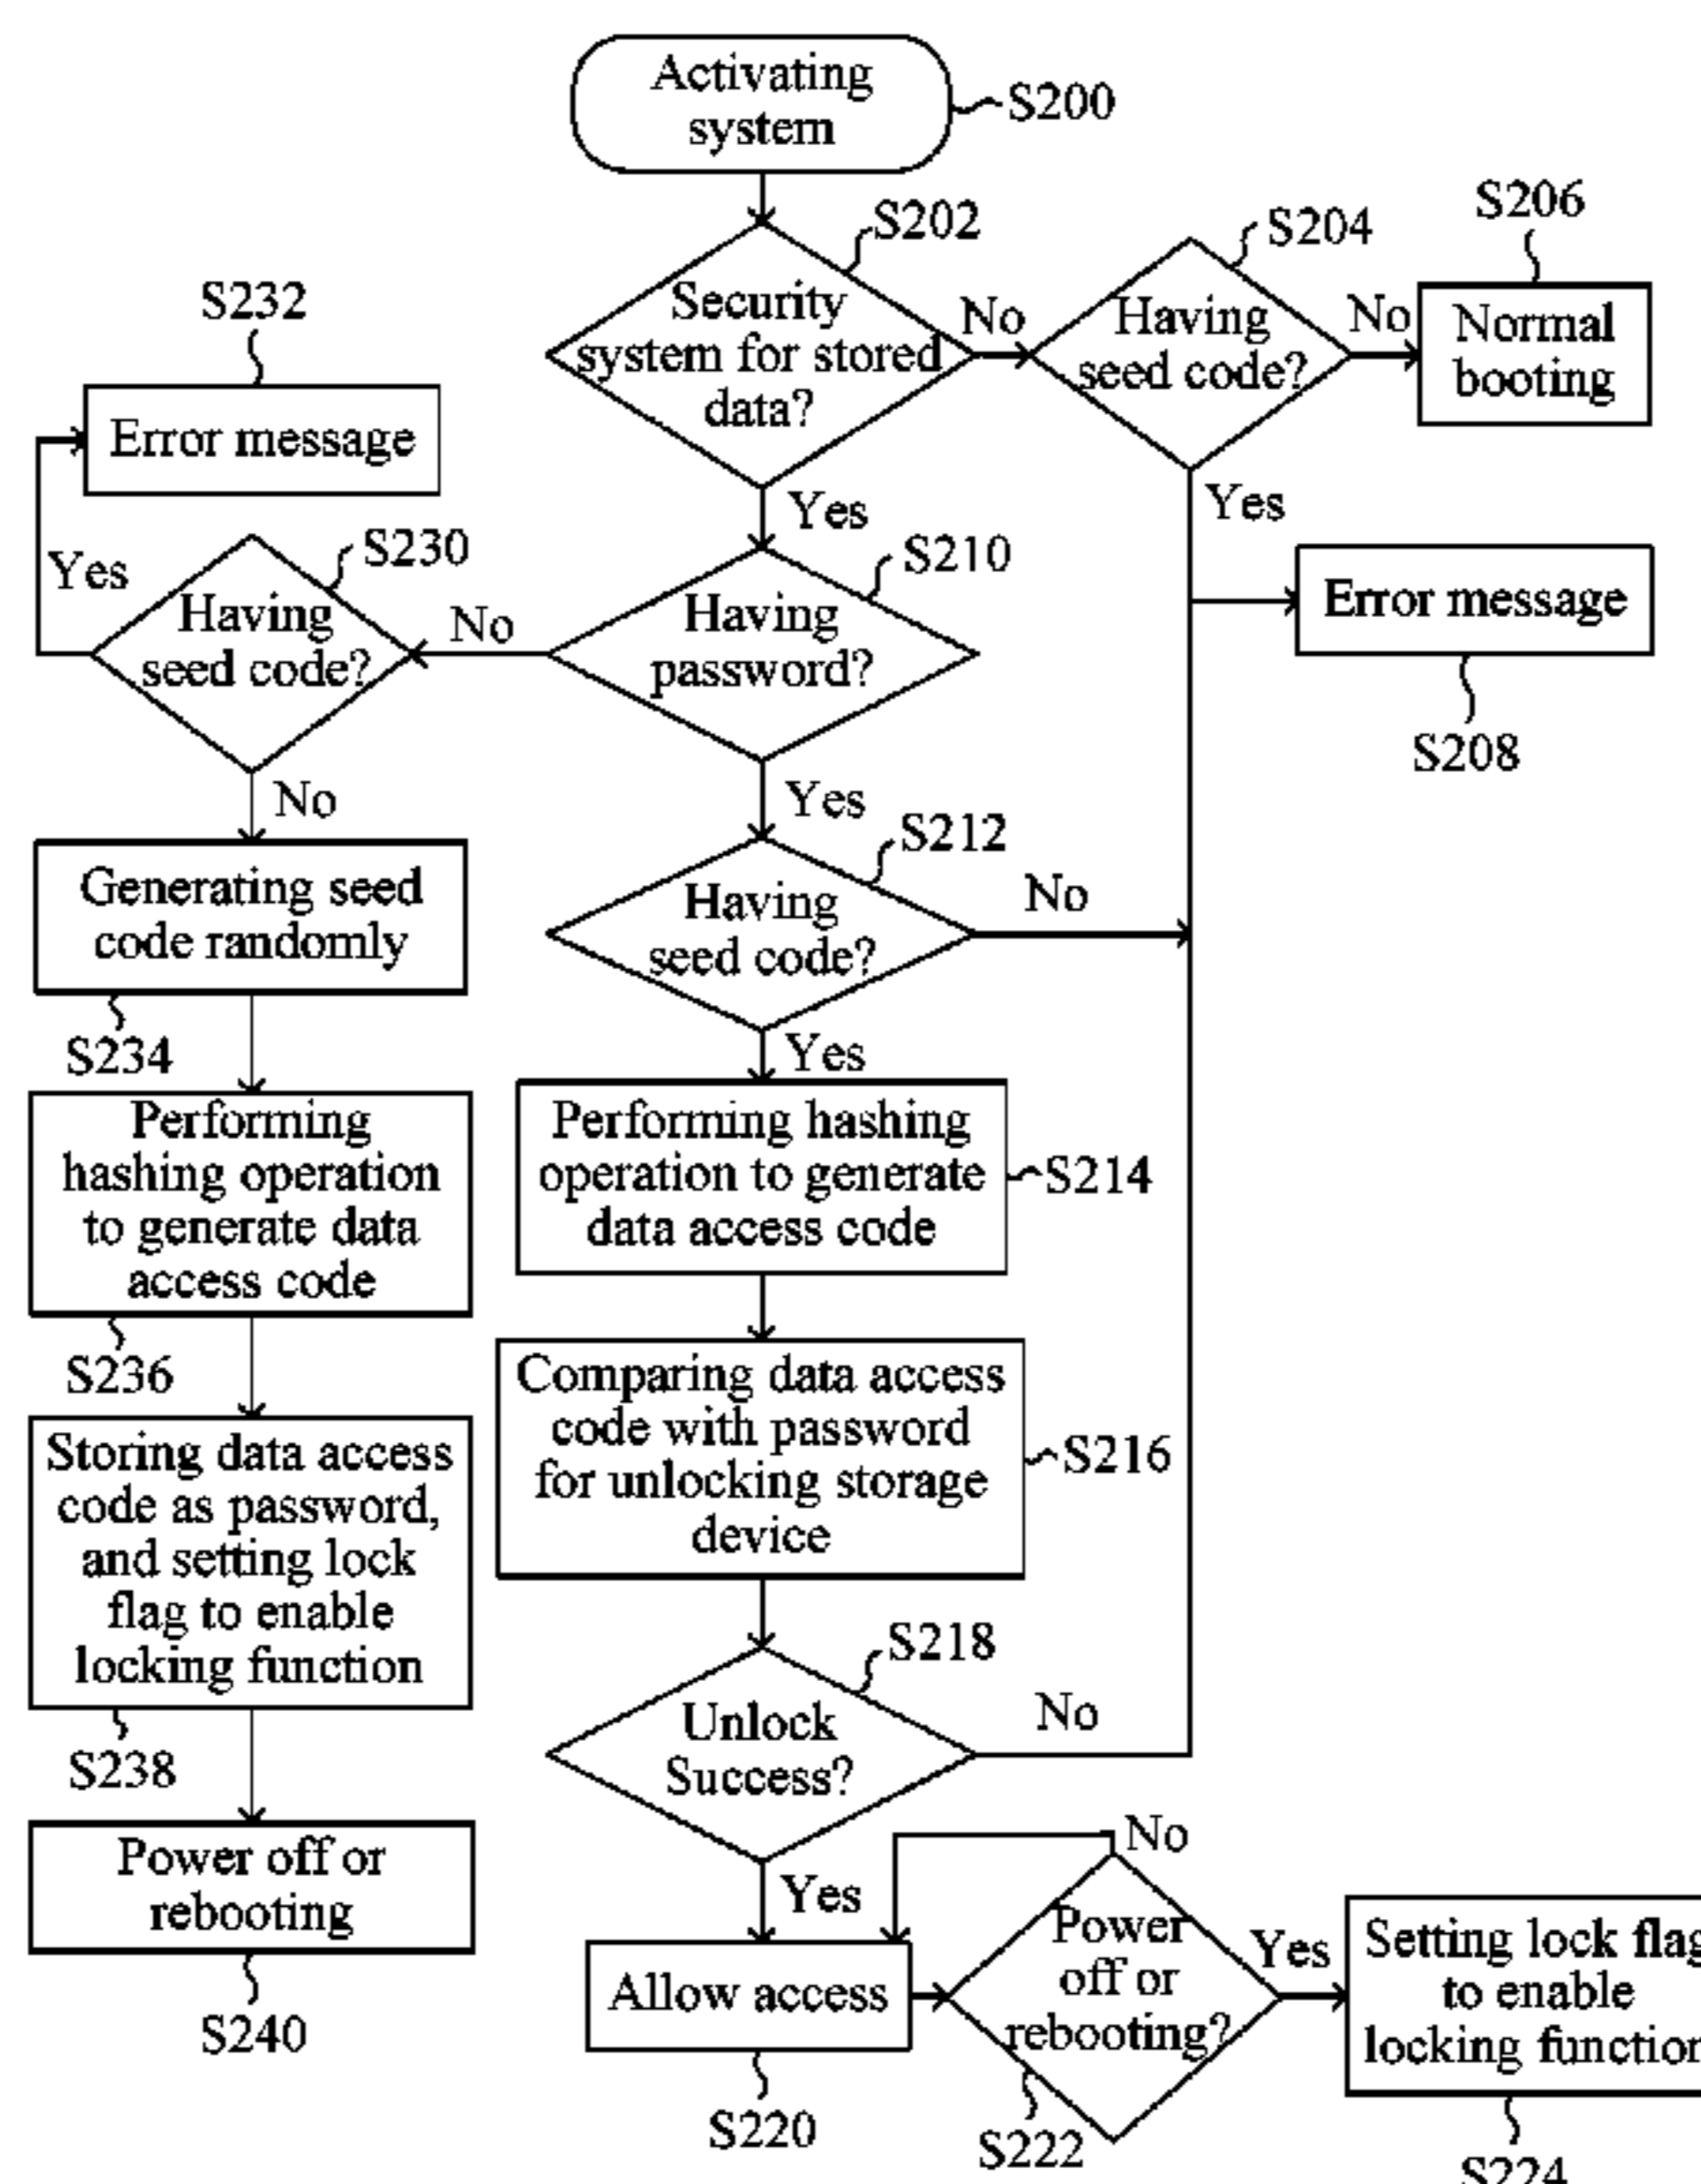 Activating
system
S200
S202
Security
system for stored
data?
No
S204
Having
seed code?
No
S206
Normal
booting
Yes
Error message
S208
Yes
S210
Having
password?
No
S230
Having
seed code?
Yes
S232
Error message
No
Generating seed
code randomly
S234
Performing
hashing operation
to generate data
access code
S236
Storing data access
code as password,
and setting lock
flag to enable
locking function
S238
Power off or
rebooting
S240
Yes
S212
Having
seed code?
No
Yes
Performing hashing
operation to generate
data access code
S214
Comparing data access
code with password
for unlocking storage
device
S216
S218
Unlock
Success?
No
Yes
Allow access
S220
No
Power
off or
rebooting?
S222
Yes
Setting lock flag
to enable
locking function
S224